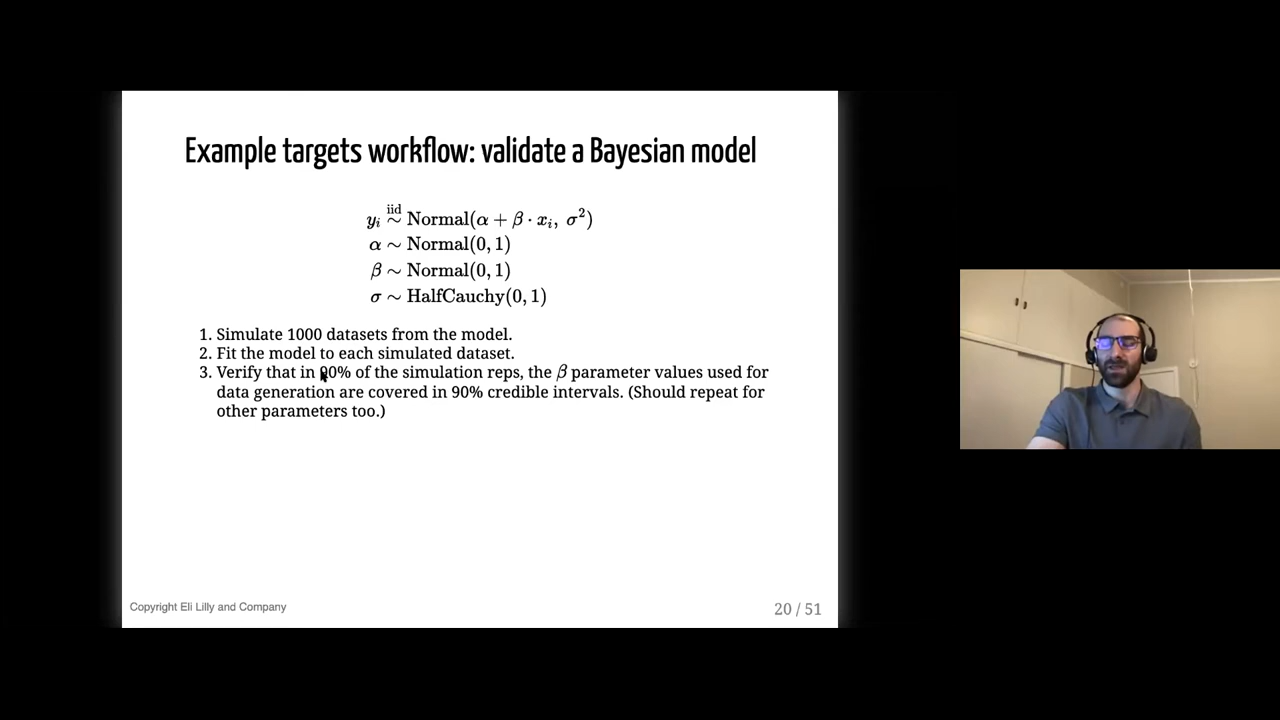 Example targets workflow: validate a Bayesian model
yᵢ iid ∼ Normal(α + β · xᵢ, σ²)
α ∼ Normal(0, 1)
β ∼ Normal(0, 1)
σ ∼ HalfCauchy(0, 1)
1. Simulate 1000 datasets from the model.
2. Fit the model to each simulated dataset.
3. Verify that in 90% of the simulation reps, the β parameter values used for
data generation are covered in 90% credible intervals. (Should repeat for
other parameters too.)
Copyright Eli Lilly and Company
20 / 51